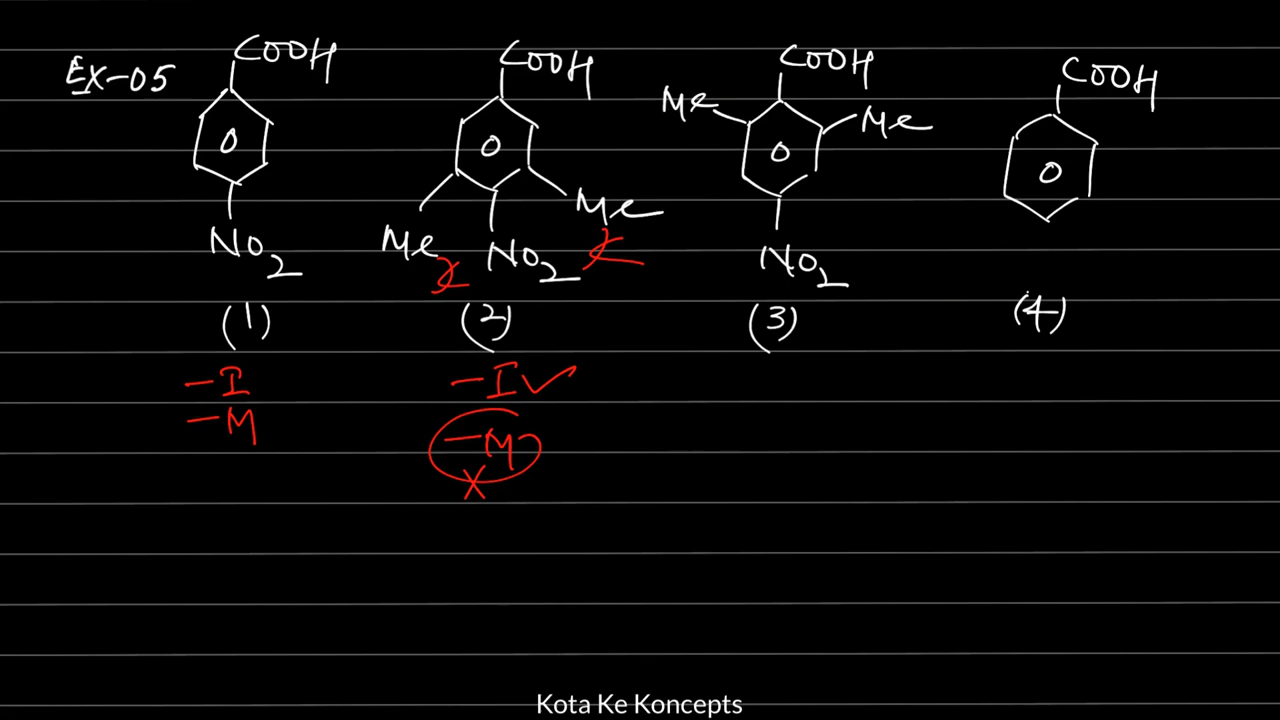 EX-05
COOH COOH COOH COOH
Me Me
Me Me
NO2 NO2 NO2
(1) (2) (3) (4)
-I -I ✓
-M -M
X
Kota Ke Koncepts